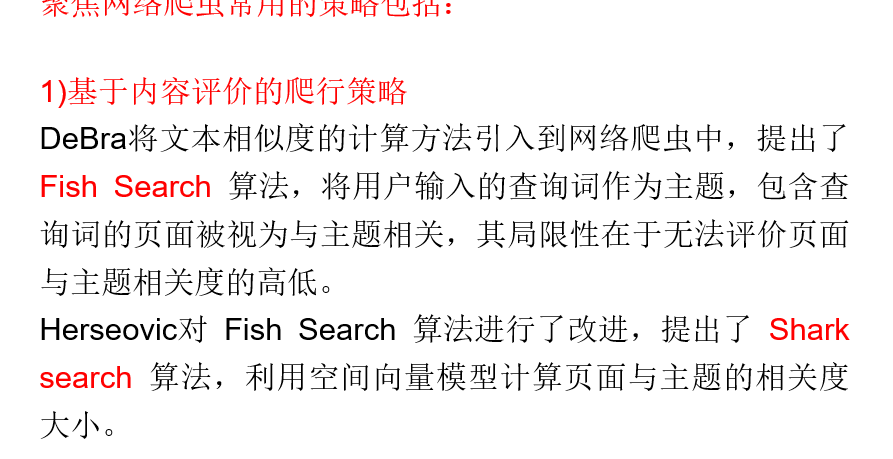 聚焦网络爬虫常用的策略包括：
1)基于内容评价的爬行策略
DeBra将文本相似度的计算方法引入到网络爬虫中，提出了
Fish Search 算法，将用户输入的查询词作为主题，包含查
询词的页面被视为与主题相关，其局限性在于无法评价页面
与主题相关度的高低。
Herseovic对 Fish Search 算法进行了改进，提出了 Shark
search 算法，利用空间向量模型计算页面与主题的相关度
大小。